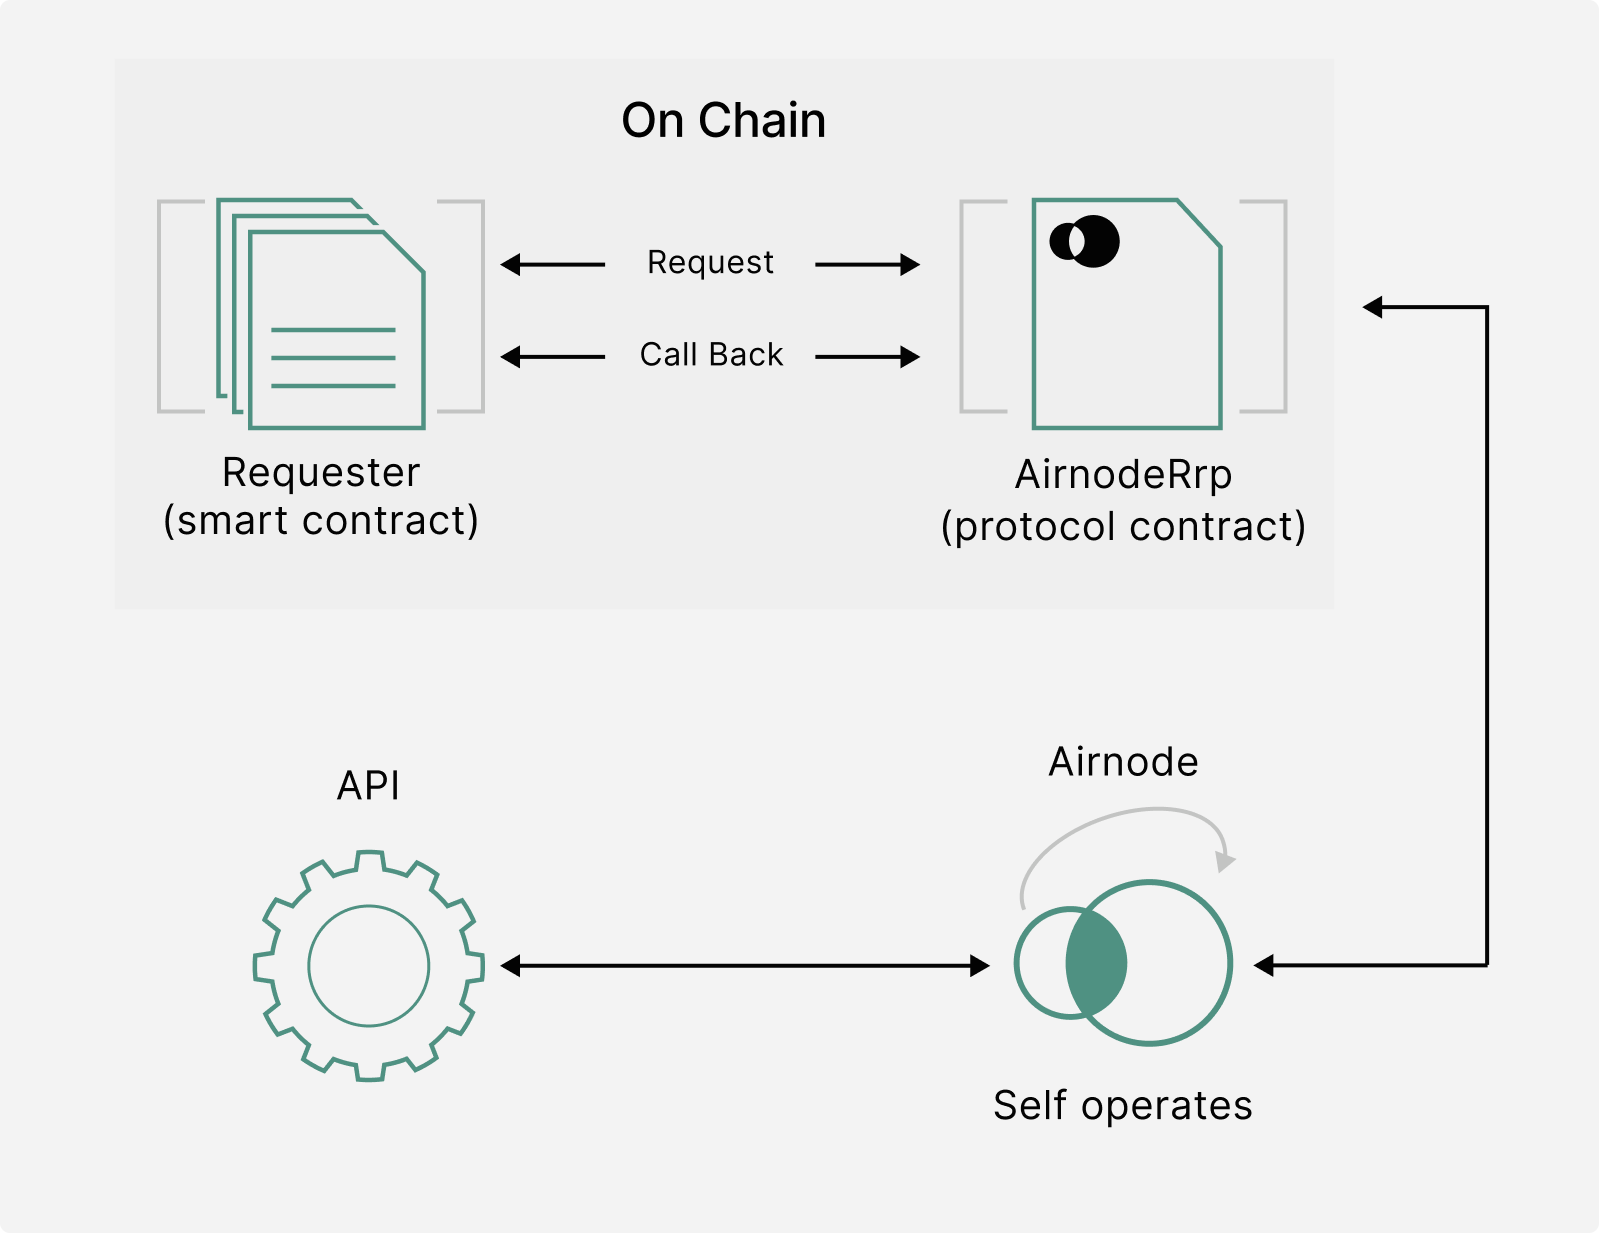 On Chain
Request
Call Back
Requester
(smart contract)
AirnodeRrp
(protocol contract)
API
Airnode
Self operates